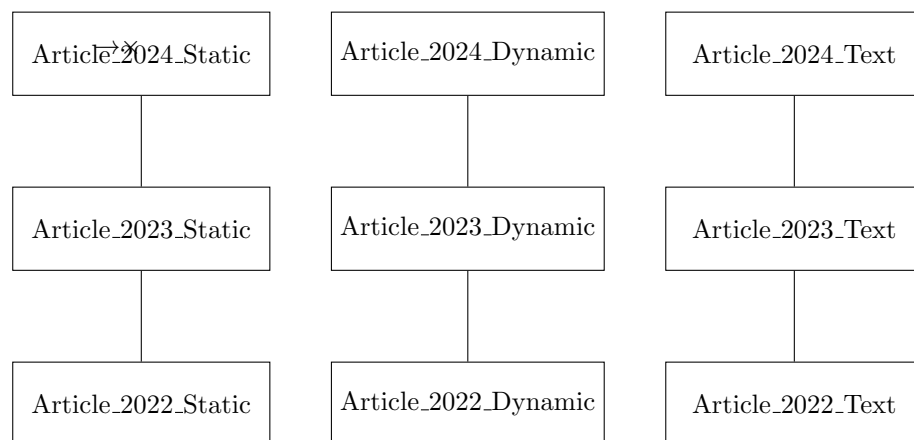 Article_2024_Static
Article_2024_Dynamic
Article_2024_Text
Article_2023_Static
Article_2023_Dynamic
Article_2023_Text
Article_2022_Static
Article_2022_Dynamic
Article_2022_Text